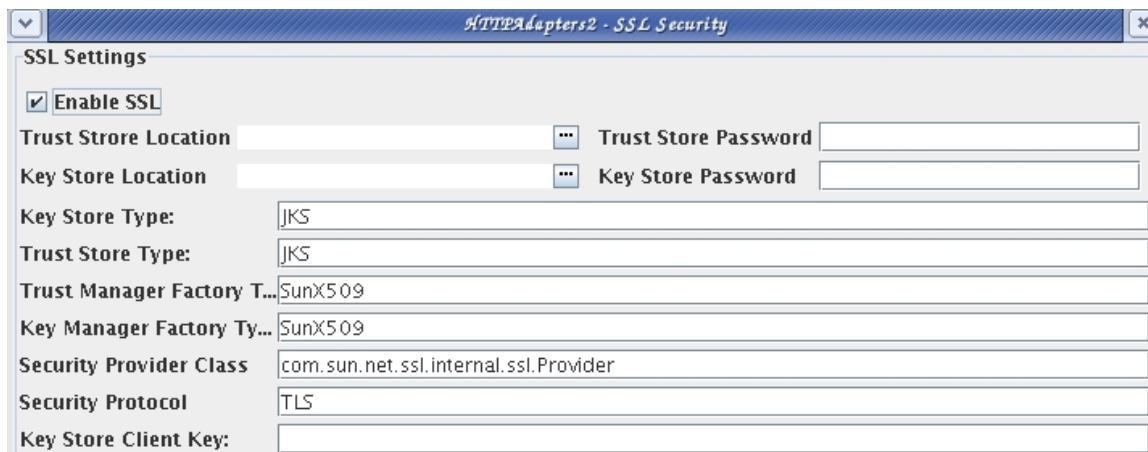 HTTPAdapters2 - SSL Security
SSL Settings
Enable SSL
Trust Strore Location ... Trust Store Password
Key Store Location ... Key Store Password
Key Store Type: JKS
Trust Store Type: JKS
Trust Manager Factory T... SunX509
Key Manager Factory Ty... SunX509
Security Provider Class com.sun.net.ssl.internal.ssl.Provider
Security Protocol TLS
Key Store Client Key: